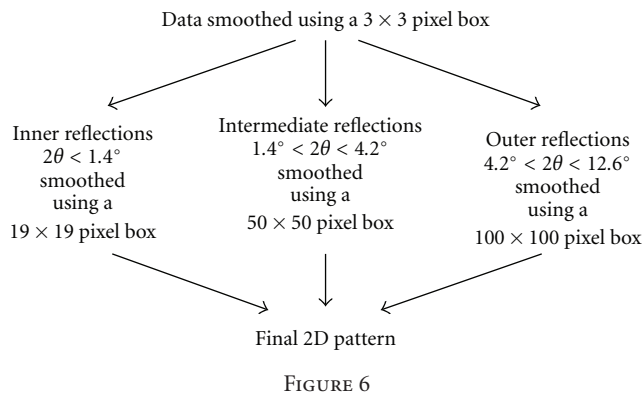 Data smoothed using a 3 × 3 pixel box
Inner reflections
2θ < 1.4°
smoothed
using a
19 × 19 pixel box
Intermediate reflections
1.4° < 2θ < 4.2°
smoothed
using a
50 × 50 pixel box
Outer reflections
4.2° < 2θ < 12.6°
smoothed
using a
100 × 100 pixel box
Final 2D pattern
FIGURE 6